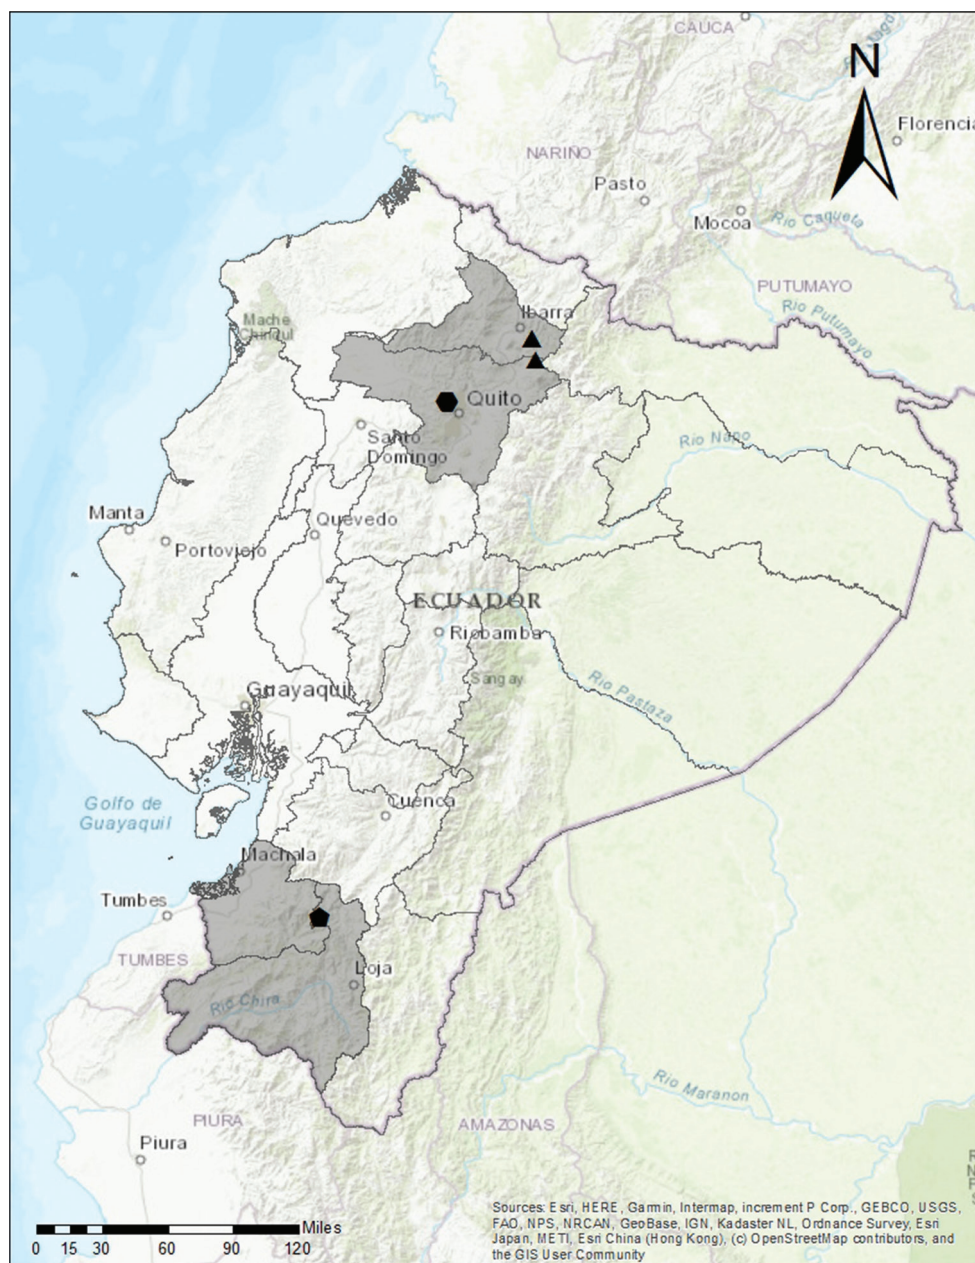 CAUCA
N
Florencia
NARIÑO
Pasto
Mocoa
Rio Caqueta
PUTUMAYO
Rio Putumayo
Ibarra
Mache
Chindul
Quito
Santo
Domingo
Rio Napo
Manta
Quevedo
Portoviejo
ECUADOR
Riobamba
Sangay
Guayaquil
Rio Pastaza
Golfo de
Guayaquil
Cuenca
Machala
Tumbes
TUMBES
Loja
Rio Chira
Rio Maranon
PIURA
AMAZONAS
Piura
Miles
0 15 30 60 90 120
Sources: Esri, HERE, Garmin, Intermap, increment P Corp., GEBCO, USGS,
FAO, NPS, NRCAN, GeoBase, IGN, Kadaster NL, Ordnance Survey, Esri
Japan, METI, Esri China (Hong Kong), (c) OpenStreetMap contributors, and
the GIS User Community